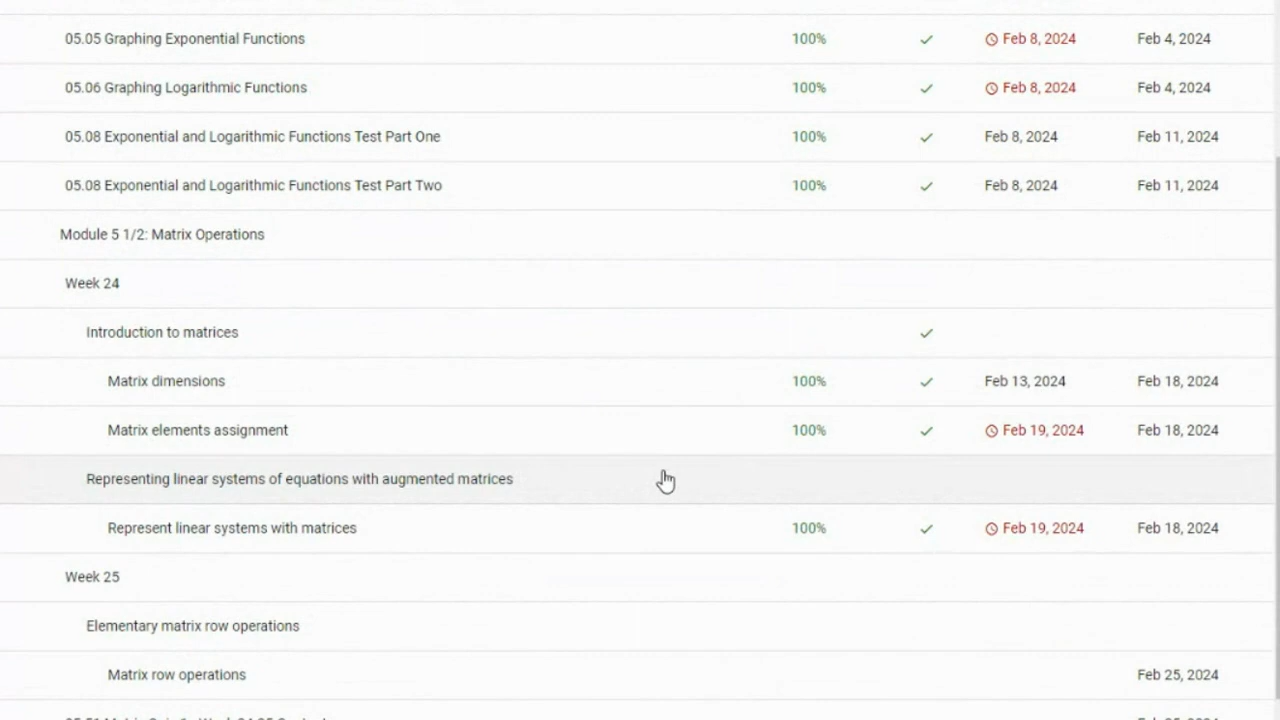 05.05 Graphing Exponential Functions 100% ✓ Feb 8, 2024 Feb 4, 2024
05.06 Graphing Logarithmic Functions 100% ✓ Feb 8, 2024 Feb 4, 2024
05.08 Exponential and Logarithmic Functions Test Part One 100% ✓ Feb 8, 2024 Feb 11, 2024
05.08 Exponential and Logarithmic Functions Test Part Two 100% ✓ Feb 8, 2024 Feb 11, 2024
Module 5 1/2: Matrix Operations
Week 24
Introduction to matrices ✓
Matrix dimensions 100% ✓ Feb 13, 2024 Feb 18, 2024
Matrix elements assignment 100% ✓ Feb 19, 2024 Feb 18, 2024
Representing linear systems of equations with augmented matrices
Represent linear systems with matrices 100% ✓ Feb 19, 2024 Feb 18, 2024
Week 25
Elementary matrix row operations
Matrix row operations Feb 25, 2024